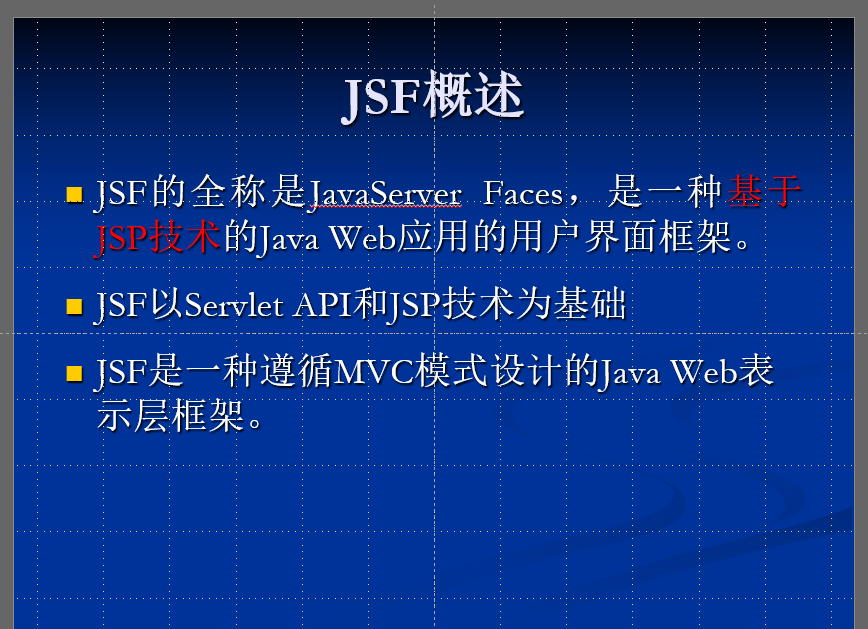 JSF概述
JSF的全称是JavaServer Faces，是一种基于
JSP技术的Java Web应用的用户界面框架。
JSF以Servlet API和JSP技术为基础
JSF是一种遵循MVC模式设计的Java Web表
示层框架。